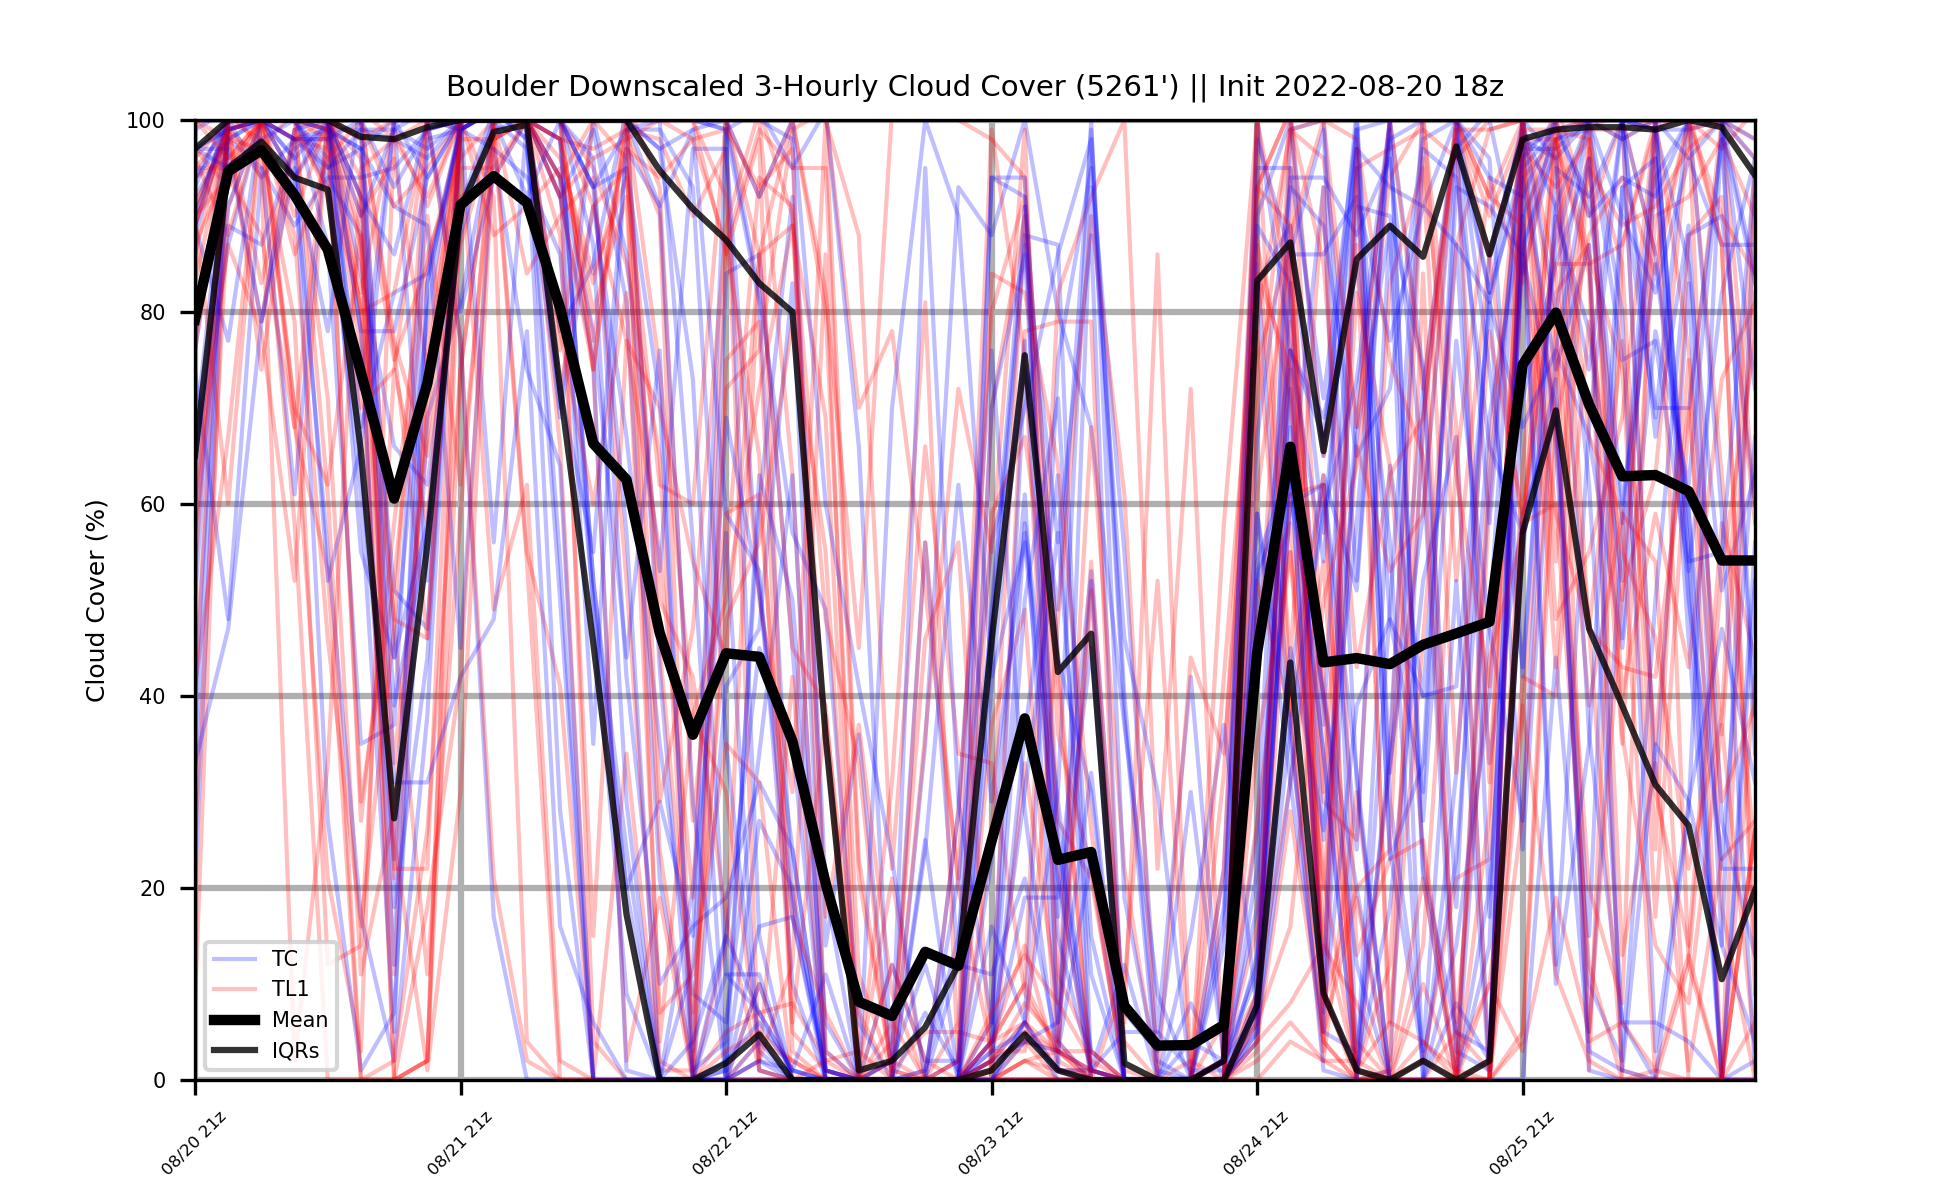 Boulder Downscaled 3-Hourly Cloud Cover (5261') || Init 2022-08-20 18z
Cloud Cover (%)
100
80
60
40
20
0
TC
TL1
Mean
IQRs
08/20 21z
08/21 21z
08/22 21z
08/23 21z
08/24 21z
08/25 21z